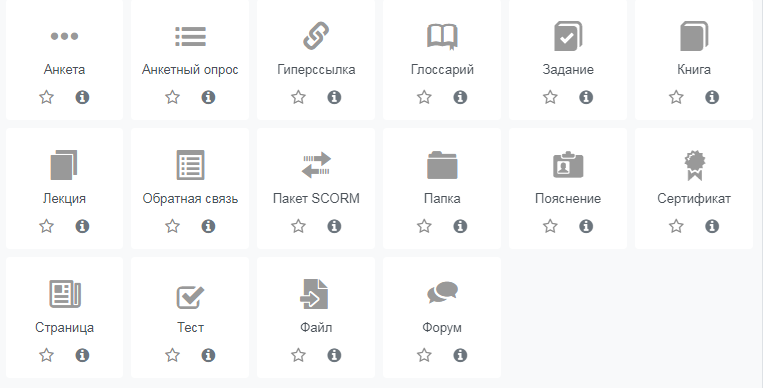 Анкета
Анкетный опрос
Гиперссылка
Глоссарий
Задание
Книга
Лекция
Обратная связь
Пакет SCORM
Папка
Пояснение
Сертификат
Страница
Тест
Файл
Форум